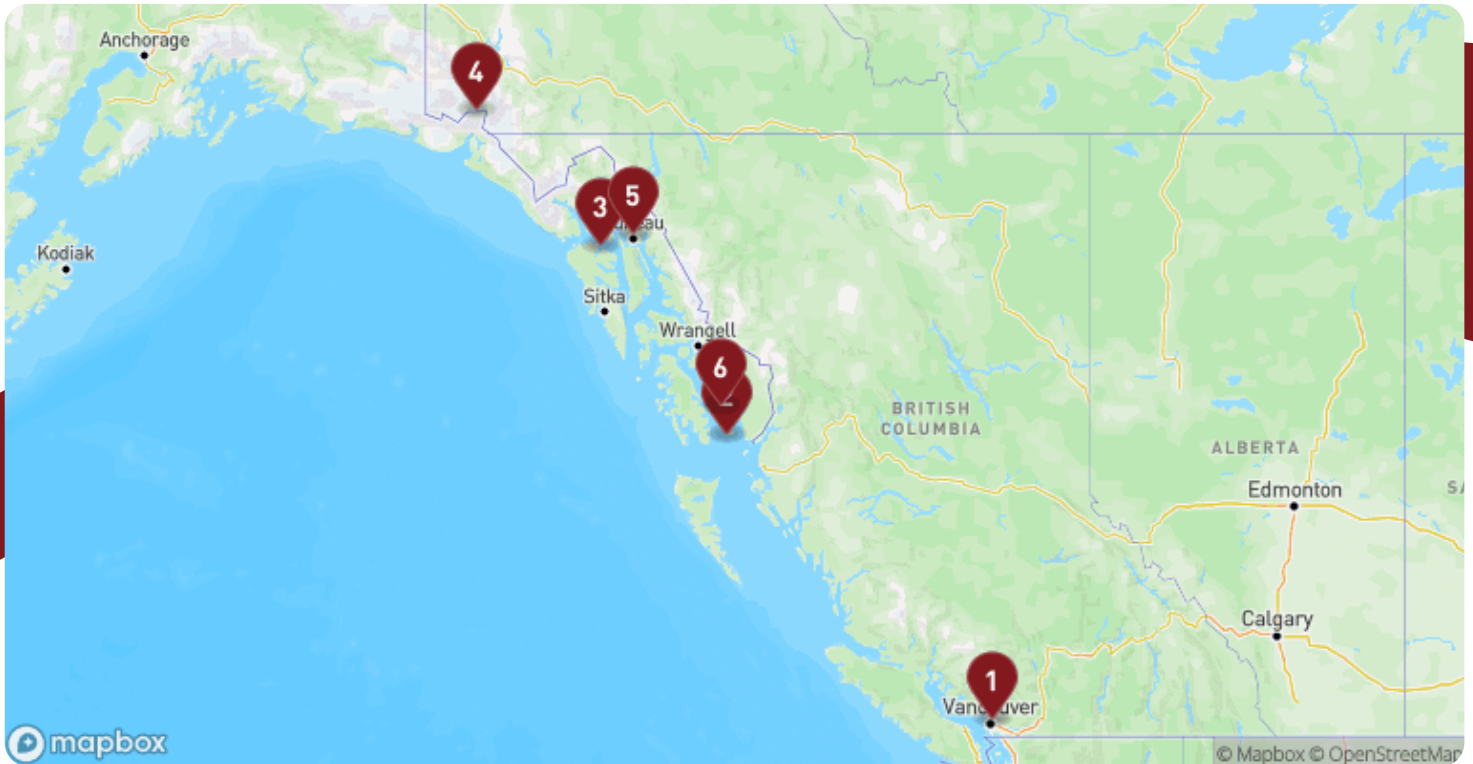 Anchorage
4
3
5
Kodiak
Sitka
Wrangell
6
BRITISH
COLUMBIA
ALBERTA
Edmonton
Calgary
1
mapbox
© Mapbox © OpenStreetMap